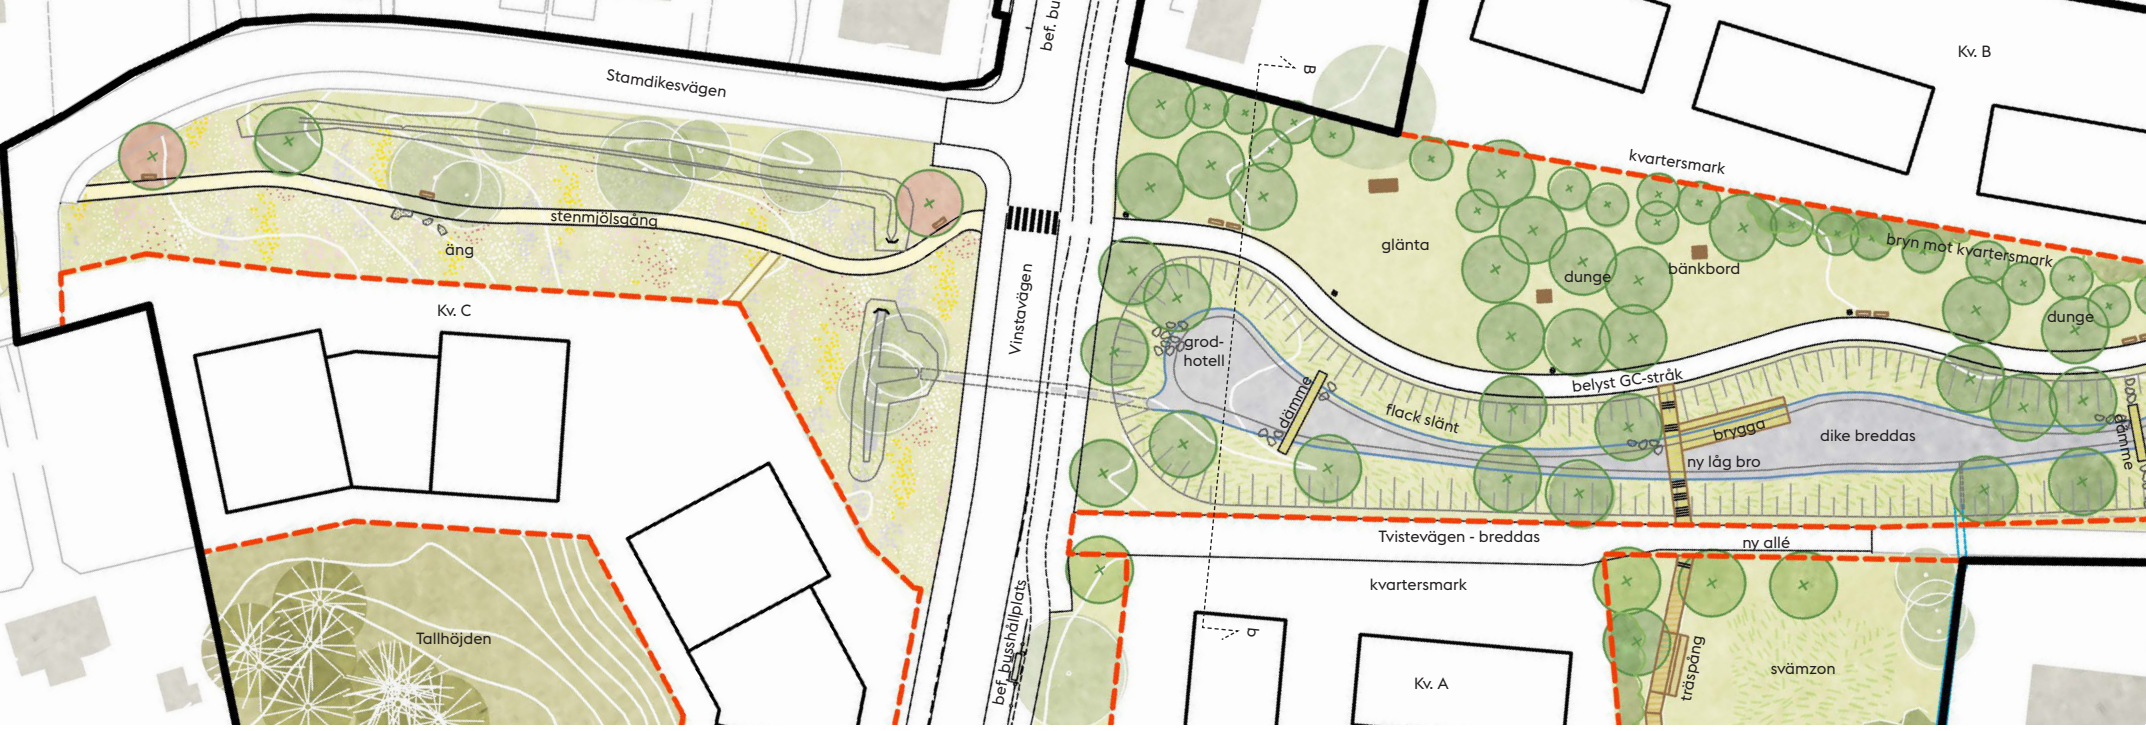 bef. bu
Stamdikesvägen
Kv. B
B
kvartersmark
stenmjölsgång
äng
glänta
dunge
bänkbord
bryn mot kvartersmark
dunge
Kv. C
Vinstavägen
grod-
hotell
dämme
flack slänt
belyst GC-stråk
brygga
ny låg bro
dike breddas
dämme
Tvistevägen - breddas
ny allé
kvartersmark
Tallhöjden
bef. busshållplats
b
Kv. A
träspång
svämzon